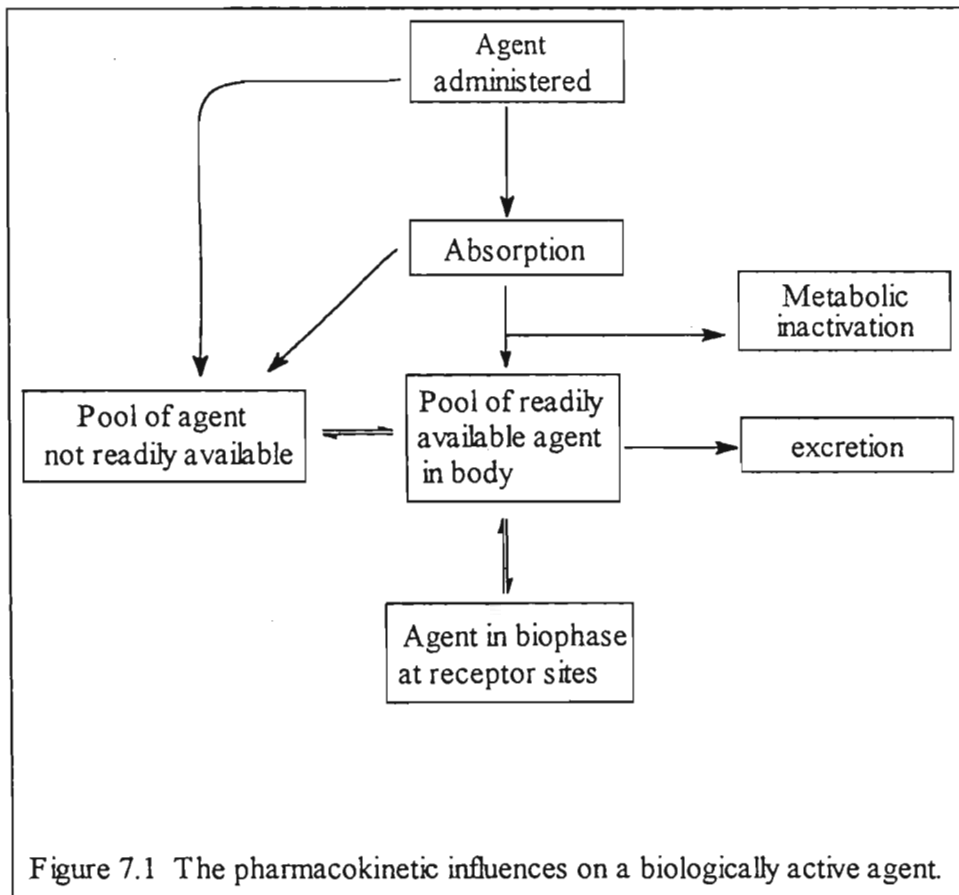 Agent
administered
Absorption
Metabolic
inactivation
Pool of agent
not readily available
Pool of readily
available agent
in body
excretion
Agent in biophase
at receptor sites
Figure 7.1 The pharmacokinetic influences on a biologically active agent.